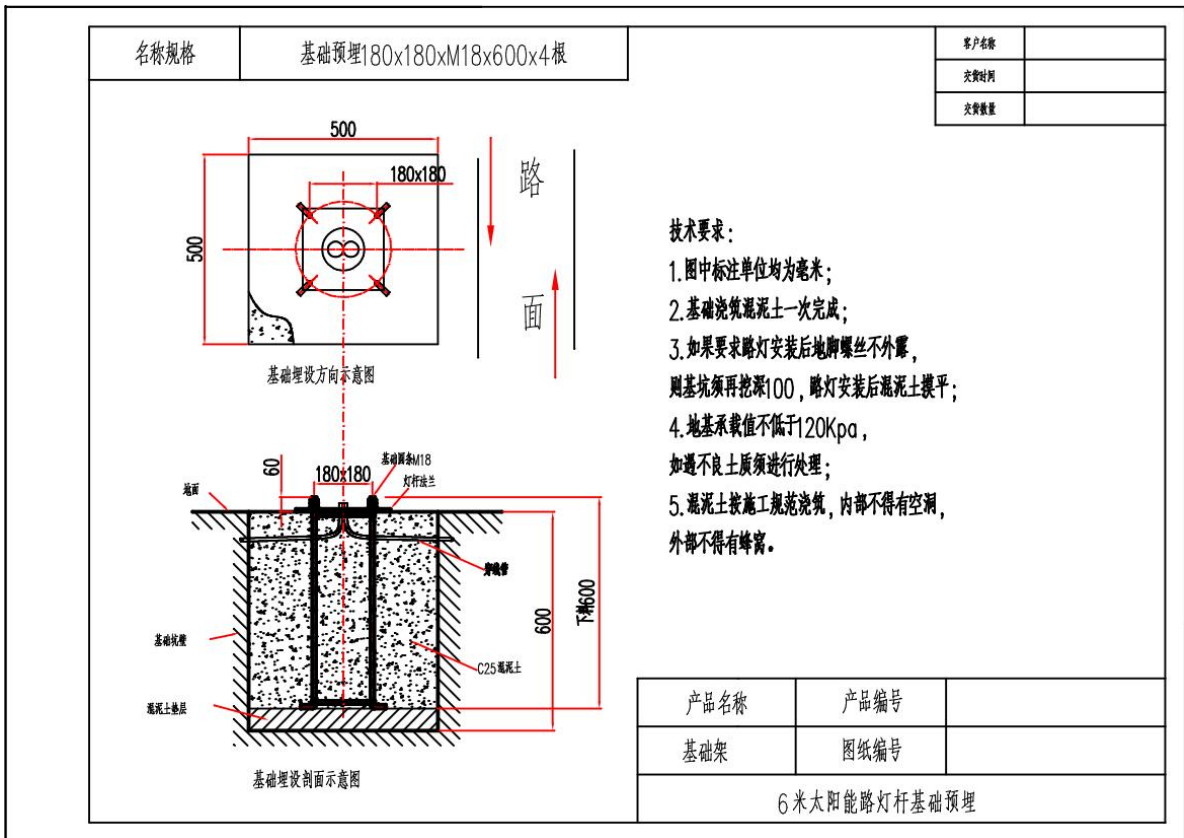 名称规格
基础预埋180x180xM18x600x4根
客户名称
交货时间
交货数量
500
180x180
500
路
面
基础埋设方向示意图
技术要求:
1.图中标注单位均为毫米;
2.基础浇筑混泥土一次完成;
3.如果要求路灯安装后地脚螺丝不外露,
则基坑须再挖深100,路灯安装后混泥土摸平;
4.地基承载值不低于120Kpa,
如遇不良土质须进行处理;
5.混泥土按施工规范浇筑,内部不得有空洞,
外部不得有蜂窝。
60
180x180
基础圆条M18
灯杆法兰
地面
穿线管
600
下料600
基础坑壁
C25混泥土
混泥土垫层
基础埋设剖面示意图
产品名称
产品编号
基础架
图纸编号
6米太阳能路灯杆基础预埋